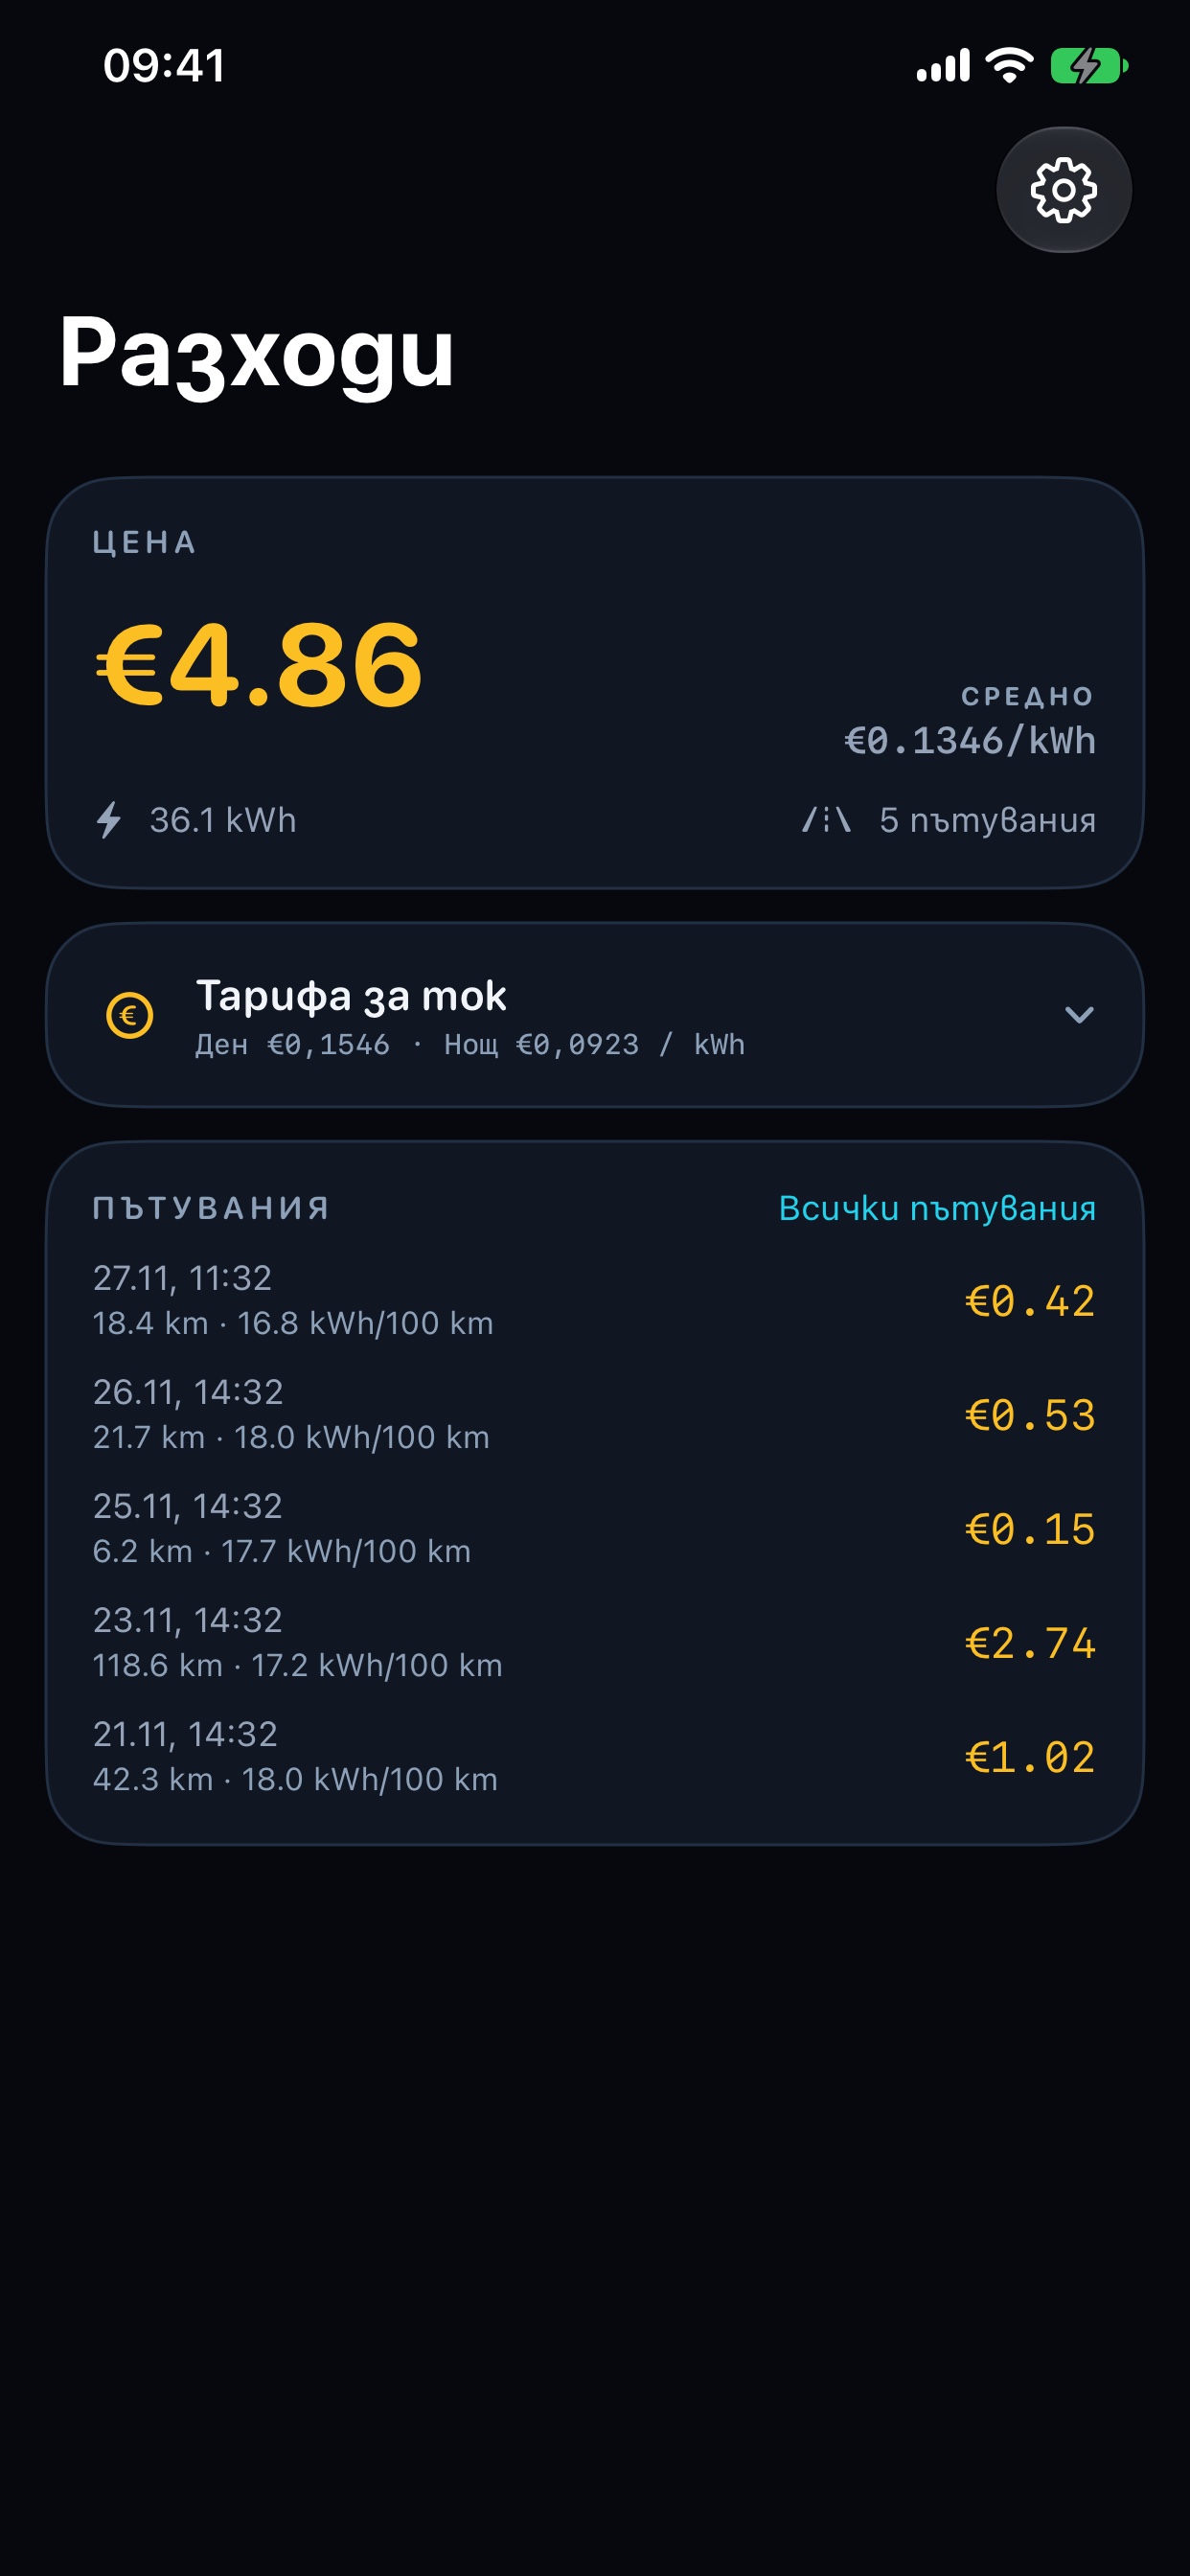 09:41
Разходи
ЦЕНА
€4.86
СРЕДНО
€0.1346/kWh
36.1 kWh
5 пътувания
Тарифа за ток
Ден €0,1546 · Нощ €0,0923 / kWh
ПЪТУВАНИЯ
Всички пътувания
27.11, 11:32
18.4 km · 16.8 kWh/100 km
€0.42
26.11, 14:32
21.7 km · 18.0 kWh/100 km
€0.53
25.11, 14:32
6.2 km · 17.7 kWh/100 km
€0.15
23.11, 14:32
118.6 km · 17.2 kWh/100 km
€2.74
21.11, 14:32
42.3 km · 18.0 kWh/100 km
€1.02